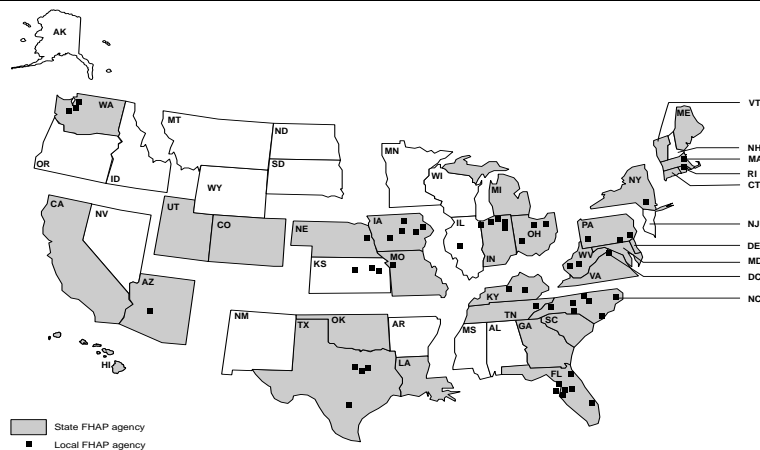 AK
WA
MT
ND
MN
VT
ME
NH
MA
RI
CT
OR
ID
SD
WY
WI
MI
NY
CA
NV
UT
CO
NE
IA
IL
IN
OH
PA
NJ
DE
MD
DC
WV
VA
KS
MO
KY
NC
AZ
NM
TX
OK
AR
TN
SC
MS
AL
GA
LA
HI
FL
State FHAP agency
Local FHAP agency